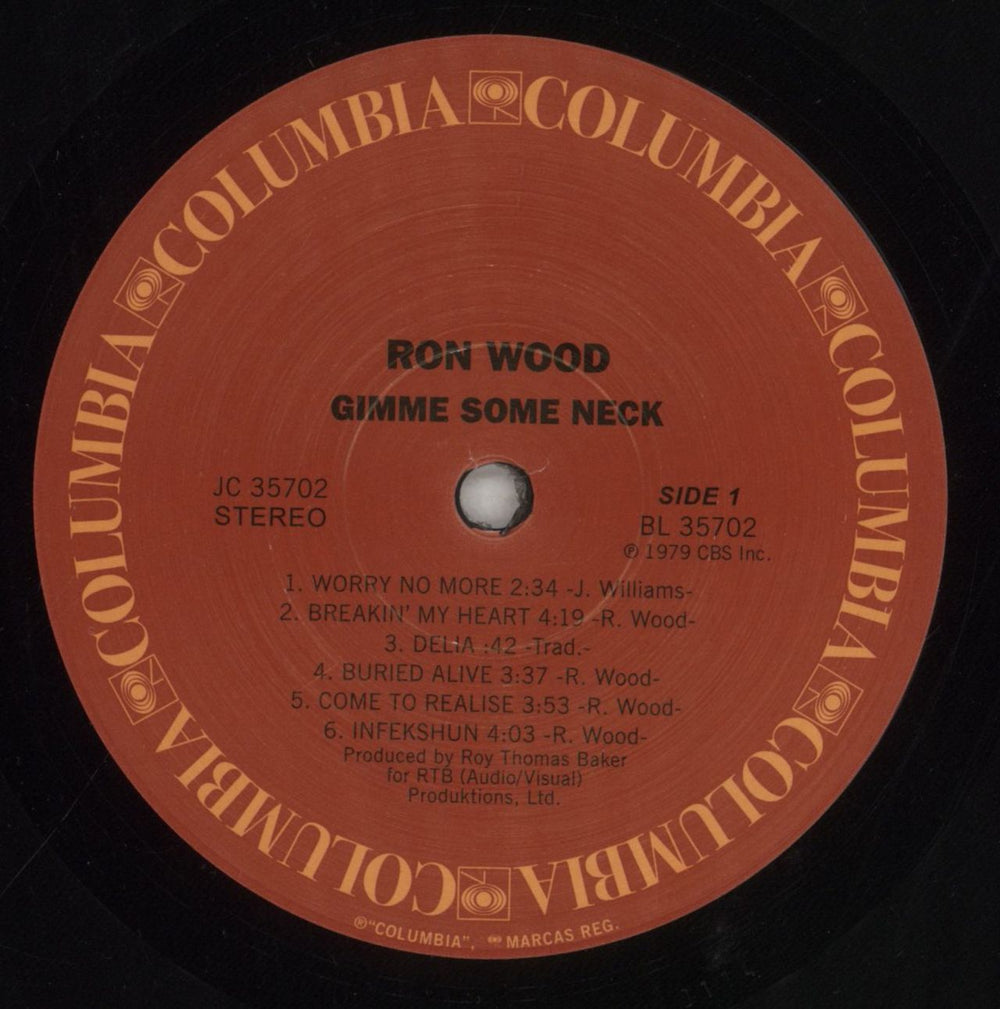 COLUMBIA COLUMBIA COLUMBIA COLUMBIA COLUMBIA COLUMBIA
RON WOOD
GIMME SOME NECK
JC 35702
STEREO
SIDE 1
BL 35702
℗ 1979 CBS Inc.
1. WORRY NO MORE 2:34 -J. Williams-
2. BREAKIN' MY HEART 4:19 -R. Wood-
3. DELIA :42 -Trad.-
4. BURIED ALIVE 3:37 -R. Wood-
5. COME TO REALISE 3:53 -R. Wood-
6. INFEKSHUN 4:03 -R. Wood-
Produced by Roy Thomas Baker
for RTB (Audio/Visual)
Produktions, Ltd.
®"COLUMBIA", MARCAS REG.